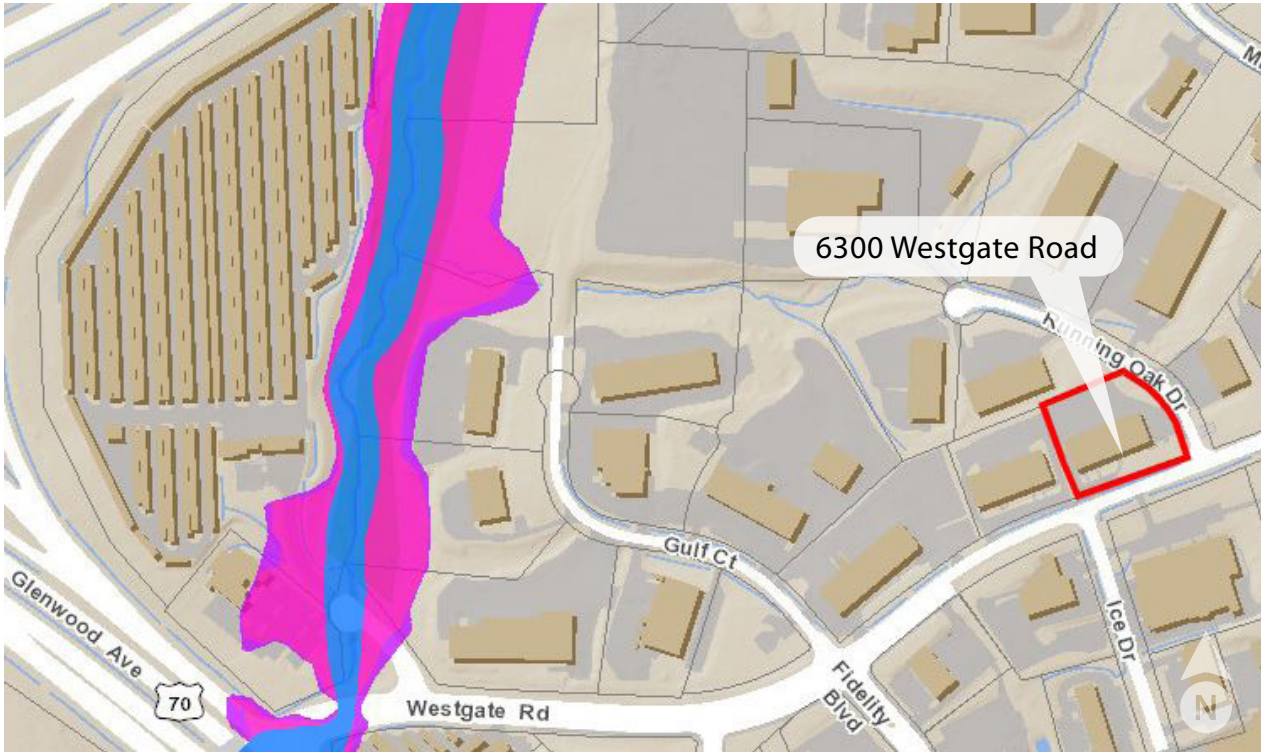 M
6300 Westgate Road
Running Oak Dr
Gulf Ct
Glenwood Ave
70
Westgate Rd
Fidelity
Blvd
Ice Dr
N